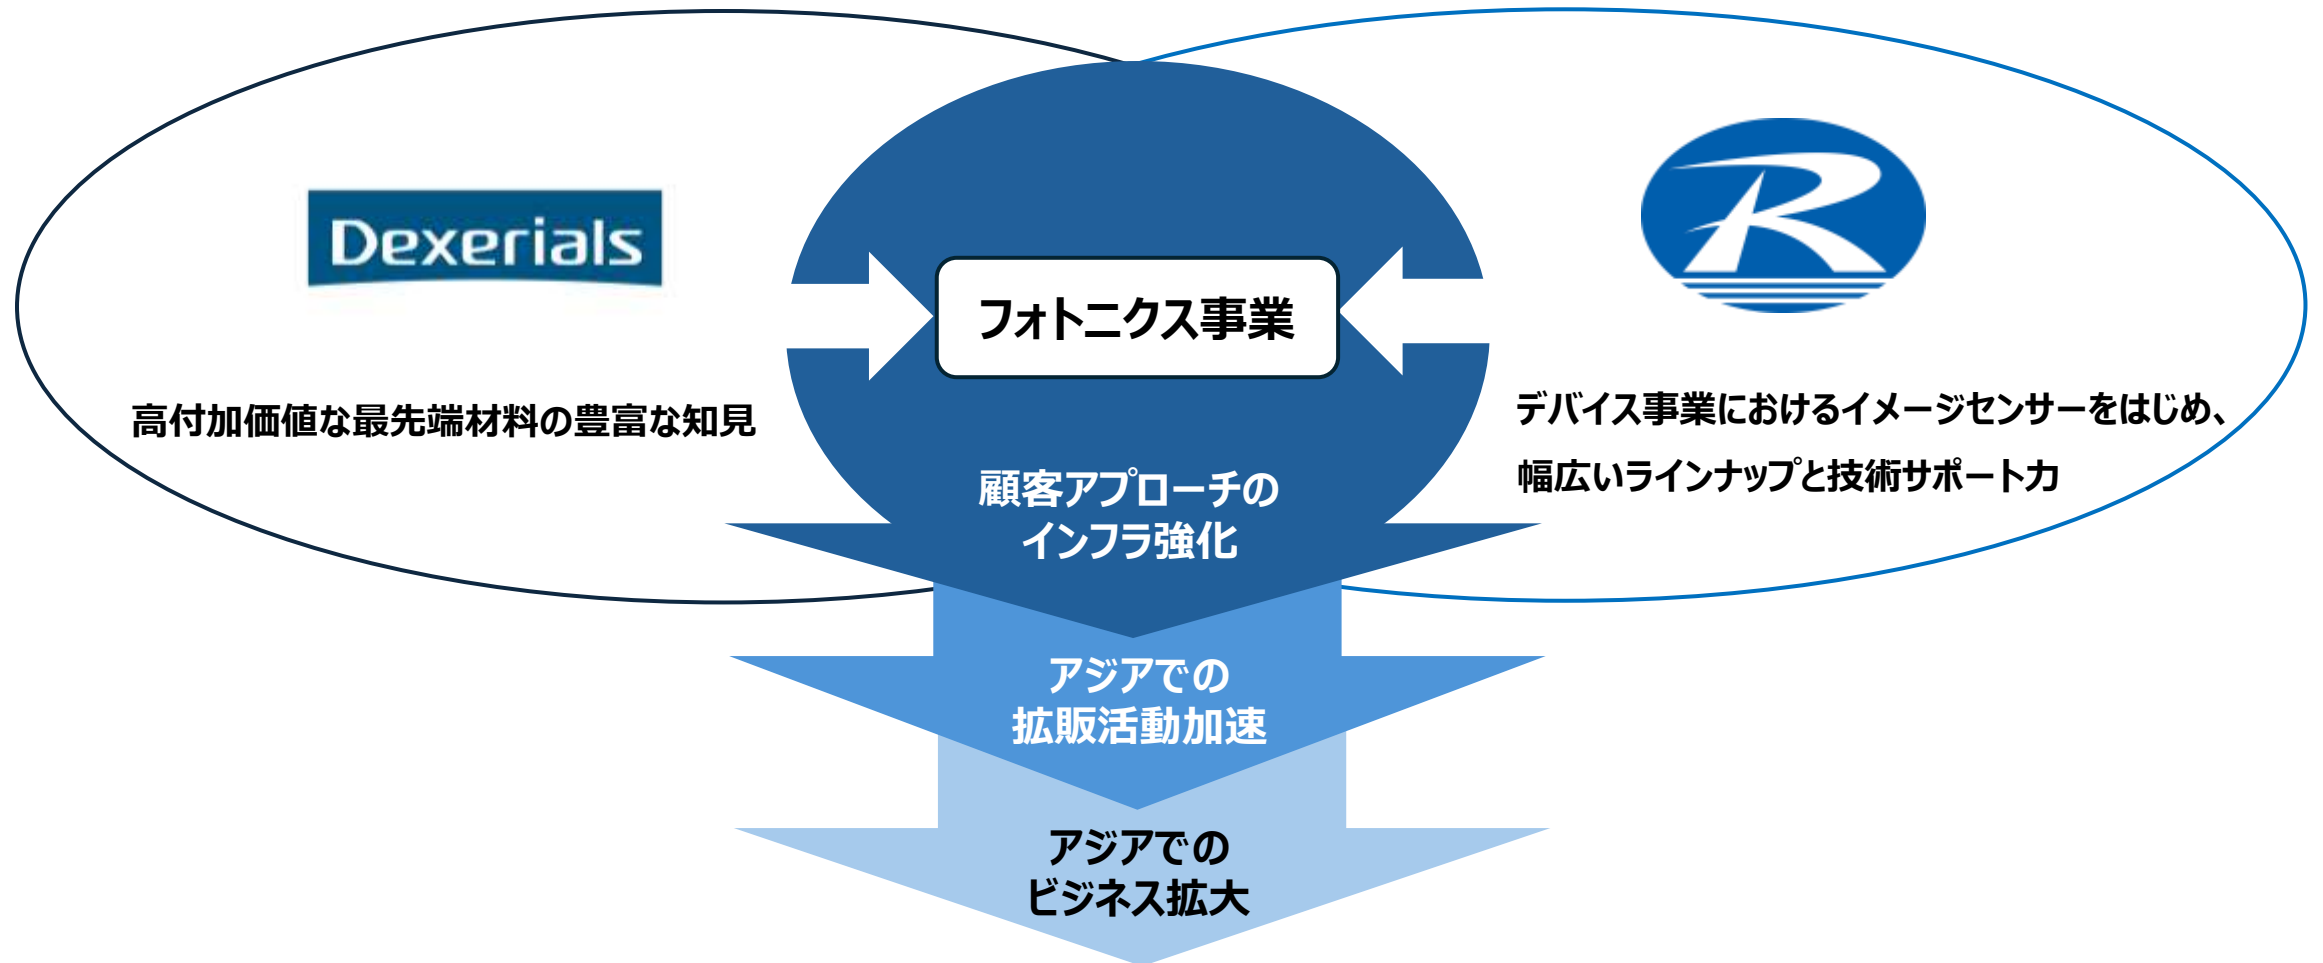 Dexerials
高付加価値な最先端材料の豊富な知見
フォトニクス事業
R
デバイス事業におけるイメージセンサーをはじめ、
幅広いラインナップと技術サポート力
顧客アプローチの
インフラ強化
アジアでの
拡販活動加速
アジアでの
ビジネス拡大